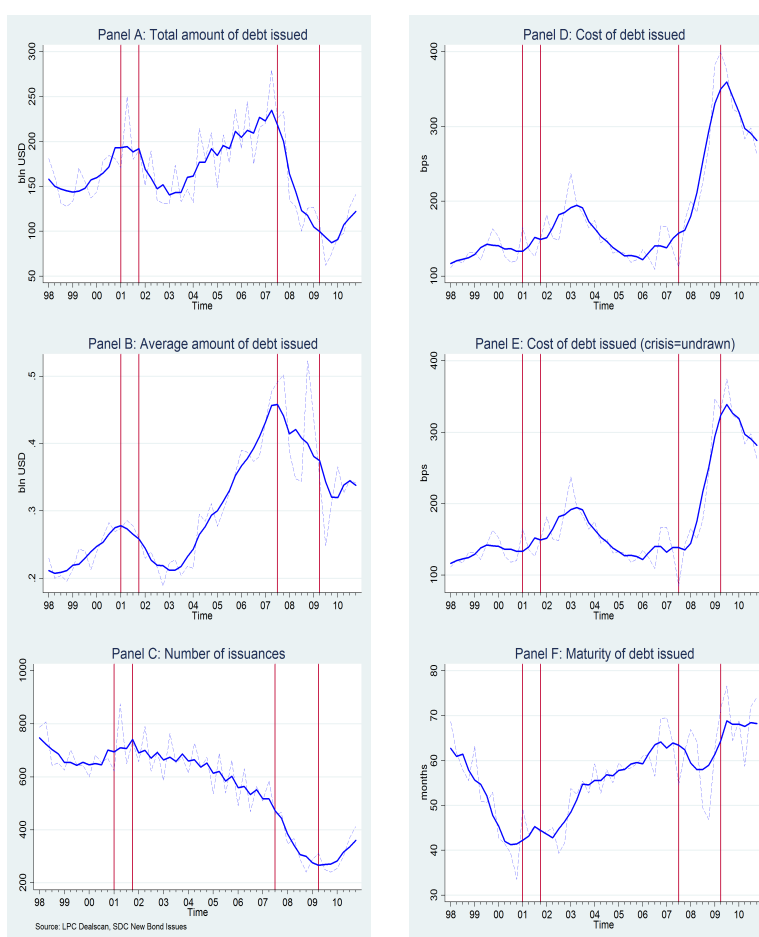 Panel A: Total amount of debt issued
bln USD
300
250
200
150
100
50
98 99 00 01 02 03 04 05 06 07 08 09 10
Time
Panel D: Cost of debt issued
bps
400
300
200
100
98 99 00 01 02 03 04 05 06 07 08 09 10
Time
Panel B: Average amount of debt issued
bln USD
.5
.4
.3
.2
98 99 00 01 02 03 04 05 06 07 08 09 10
Time
Panel E: Cost of debt issued (crisis=undrawn)
bps
400
300
200
100
98 99 00 01 02 03 04 05 06 07 08 09 10
Time
Panel C: Number of issuances
1000
800
600
400
200
98 99 00 01 02 03 04 05 06 07 08 09 10
Time
Source: LPC Dealscan, SDC New Bond Issues
Panel F: Maturity of debt issued
months
80
70
60
50
40
30
98 99 00 01 02 03 04 05 06 07 08 09 10
Time